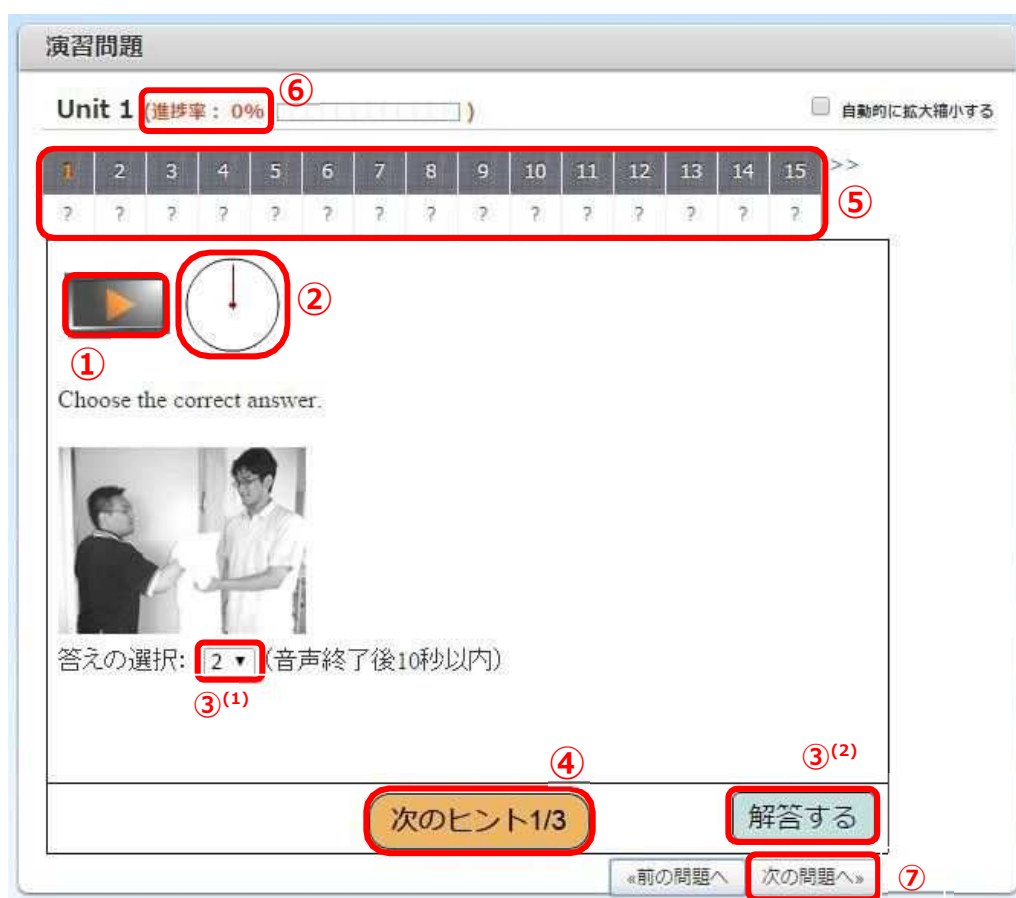 演習問題
Unit 1 (進捗率： 0% ) ⑥ 自動的に拡大縮小する
1 2 3 4 5 6 7 8 9 10 11 12 13 14 15 >>
? ? ? ? ? ? ? ? ? ? ? ? ? ? ? ⑤
②
①
Choose the correct answer.
答えの選択: 2 ▼ (音声終了後10秒以内)
③(1)
④ ③(2)
次のヒント1/3 解答する
«前の問題へ 次の問題へ» ⑦